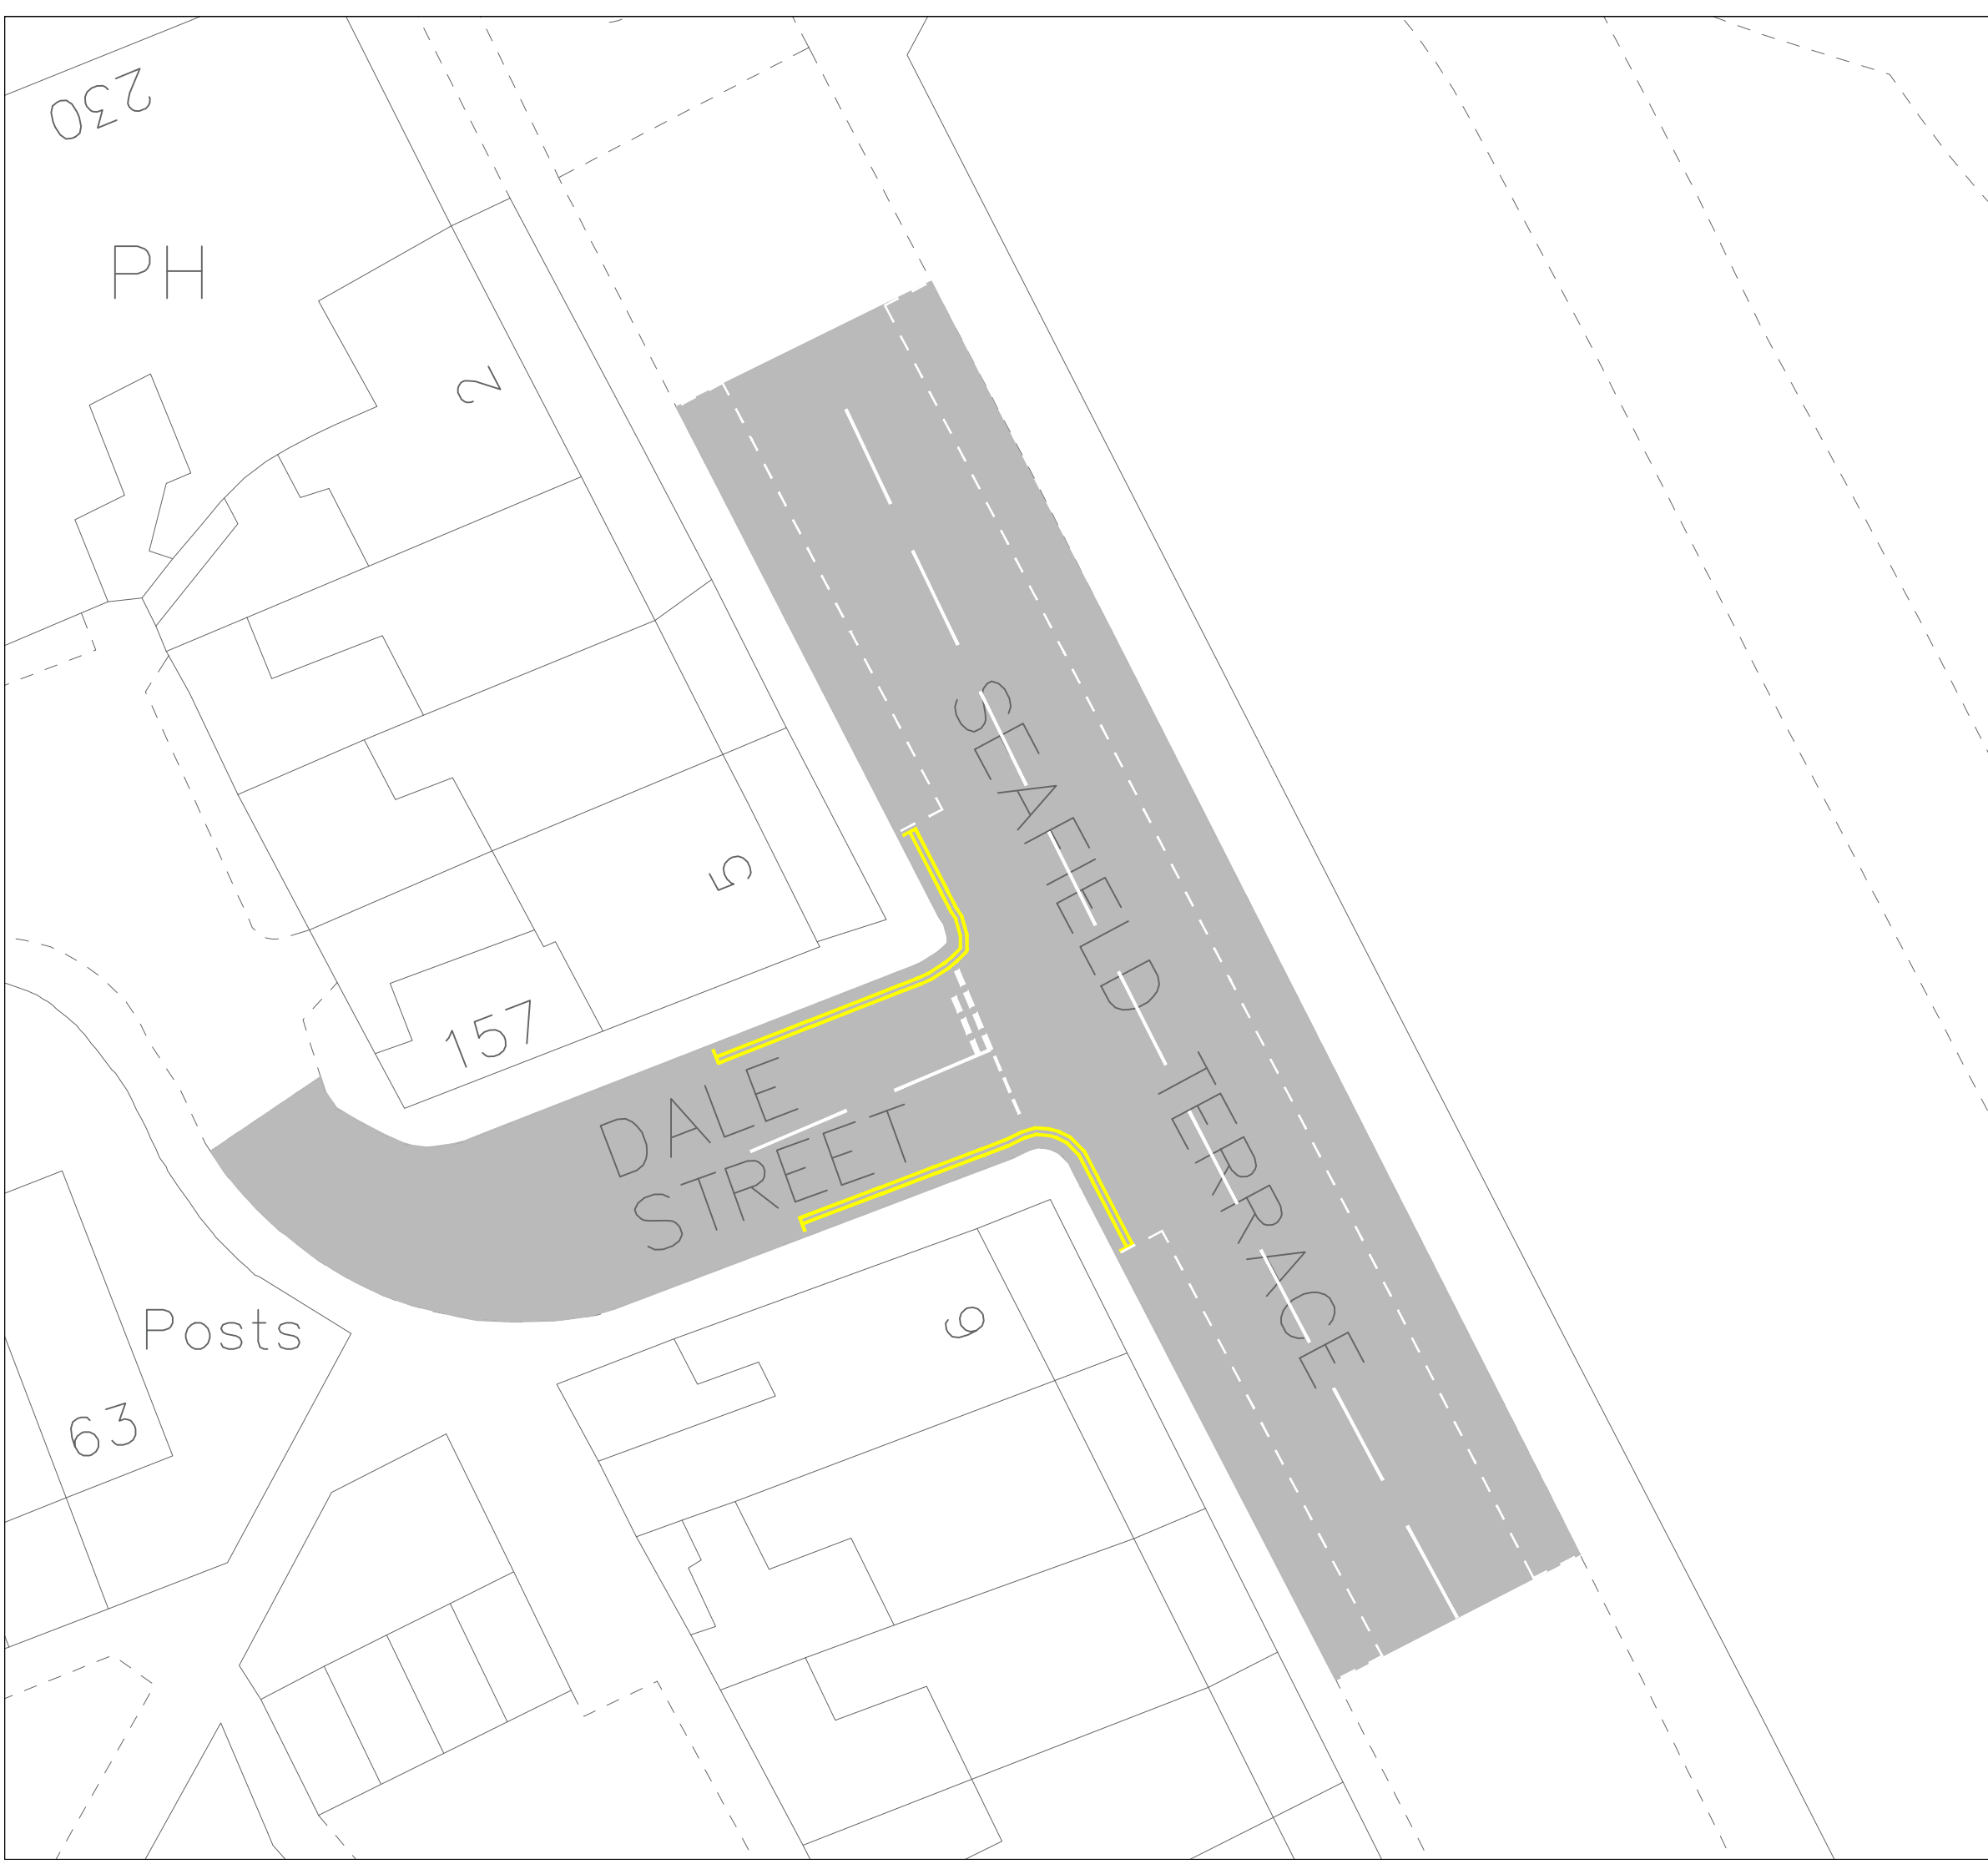 230
PH
2
5
157
SEAFIELD TERRACE
DALE
STREET
9
Posts
63